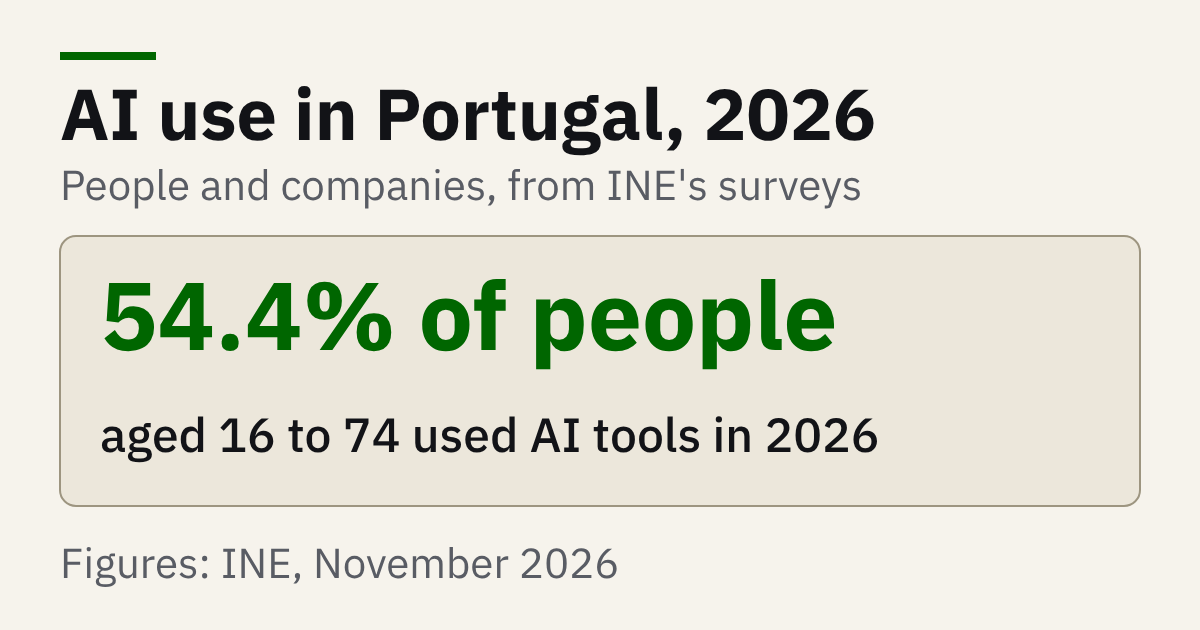 AI use in Portugal, 2026
People and companies, from INE's surveys
54.4% of people
aged 16 to 74 used AI tools in 2026
Figures: INE, November 2026